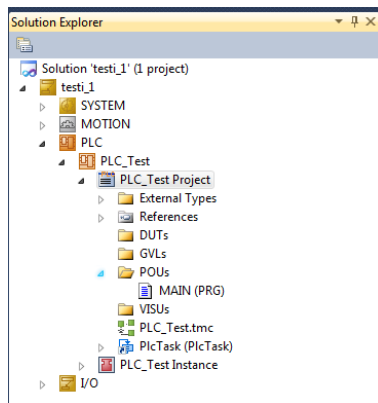 Solution Explorer
Solution 'testi_1' (1 project)
testi_1
SYSTEM
MOTION
PLC
PLC_Test
PLC_Test Project
External Types
References
DUTs
GVLs
POUs
MAIN (PRG)
VISUs
PLC_Test.tmc
PlcTask (PlcTask)
PLC_Test Instance
I/O